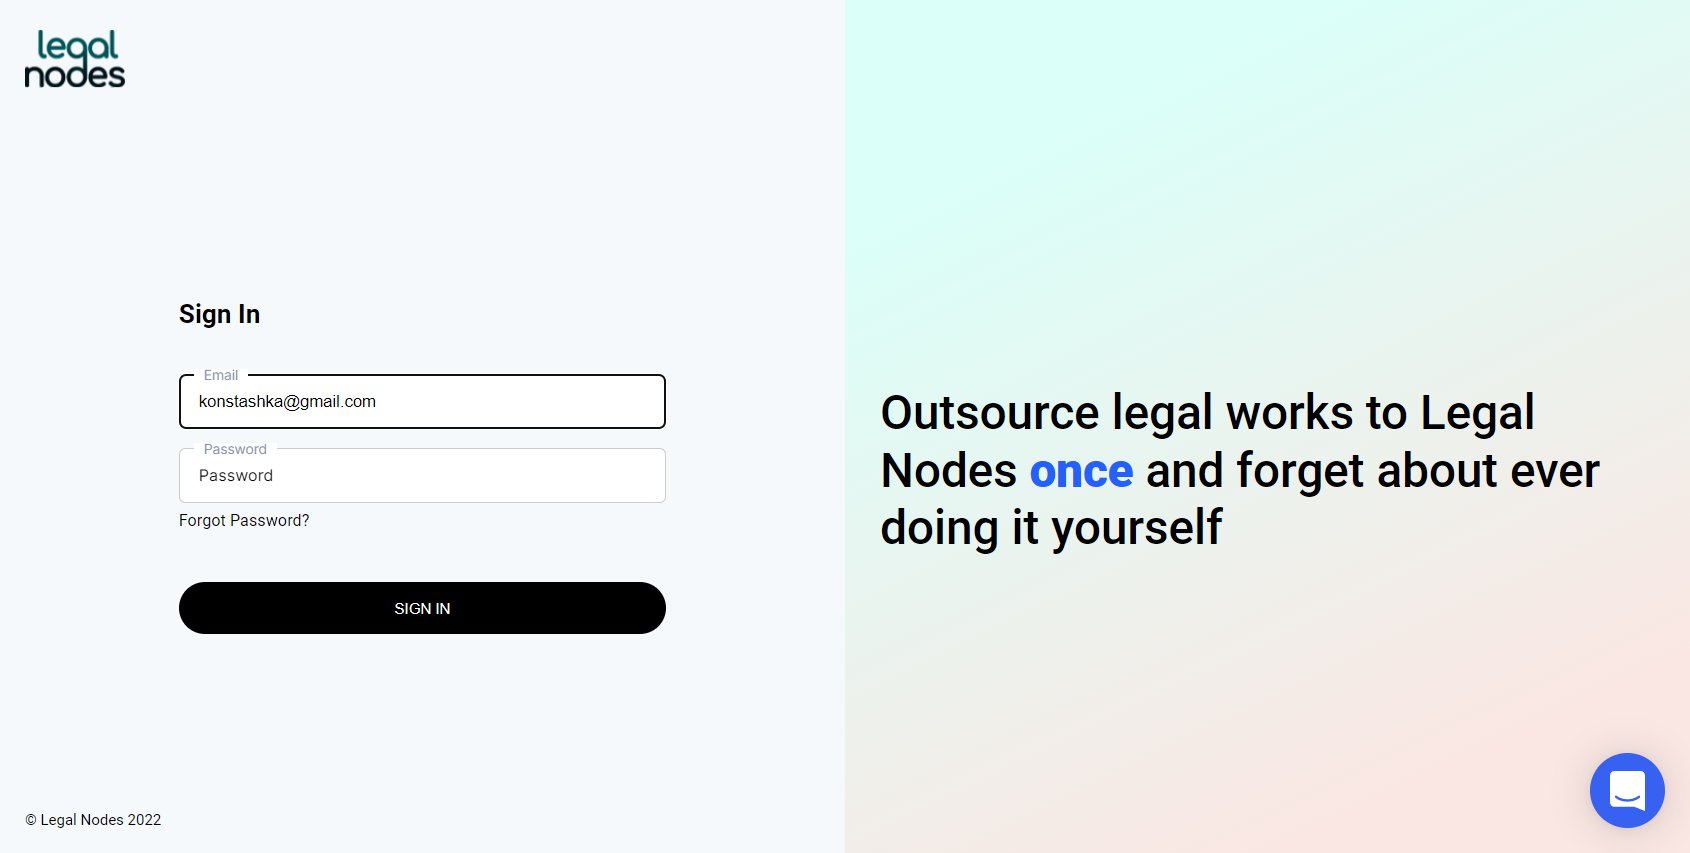 legal
nodes
Sign In
Email
konstashka@gmail.com
Password
Password
Forgot Password?
SIGN IN
© Legal Nodes 2022
Outsource legal works to Legal
Nodes once and forget about ever
doing it yourself